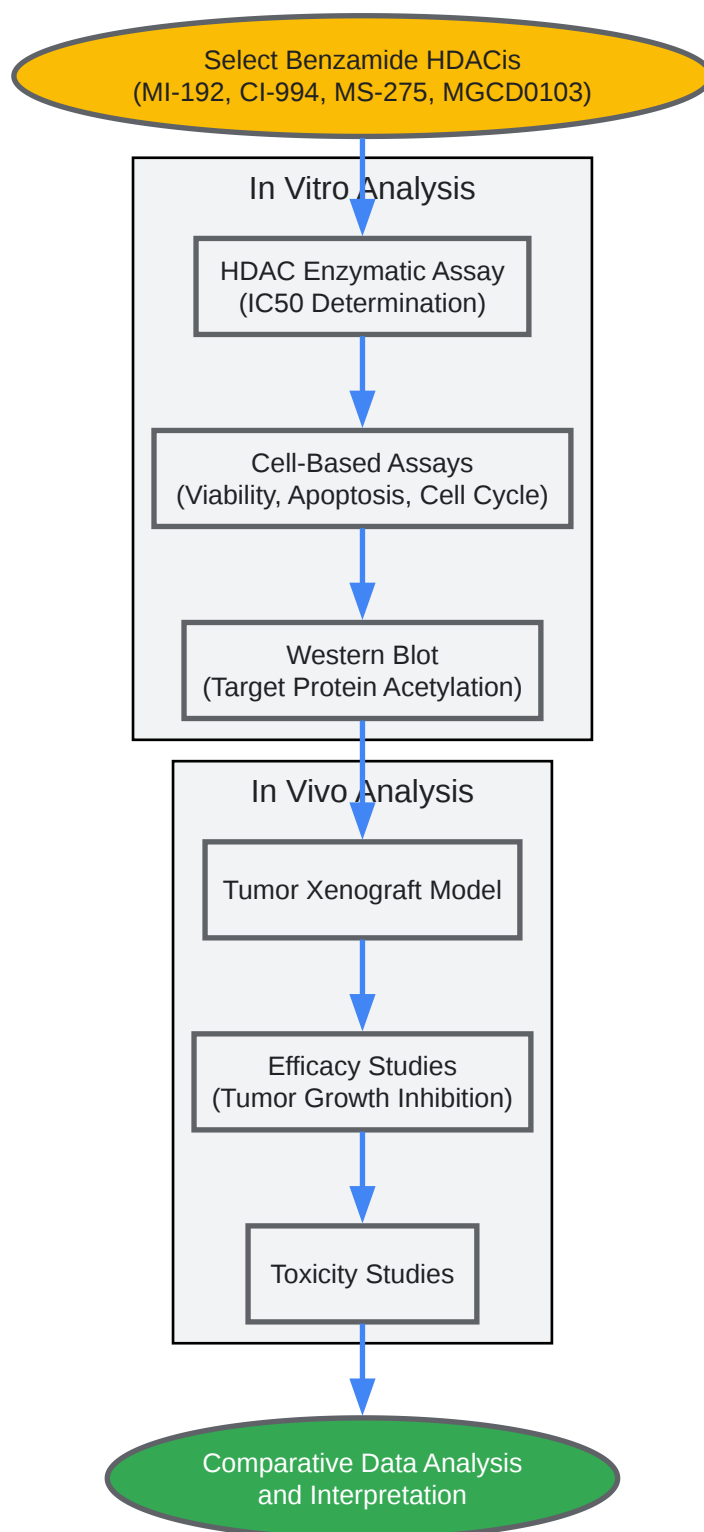 Select Benzamide HDACis
(MI-192, CI-994, MS-275, MGCD0103)
In Vitro Analysis
HDAC Enzymatic Assay
(IC50 Determination)
Cell-Based Assays
(Viability, Apoptosis, Cell Cycle)
Western Blot
(Target Protein Acetylation)
In Vivo Analysis
Tumor Xenograft Model
Efficacy Studies
(Tumor Growth Inhibition)
Toxicity Studies
Comparative Data Analysis
and Interpretation